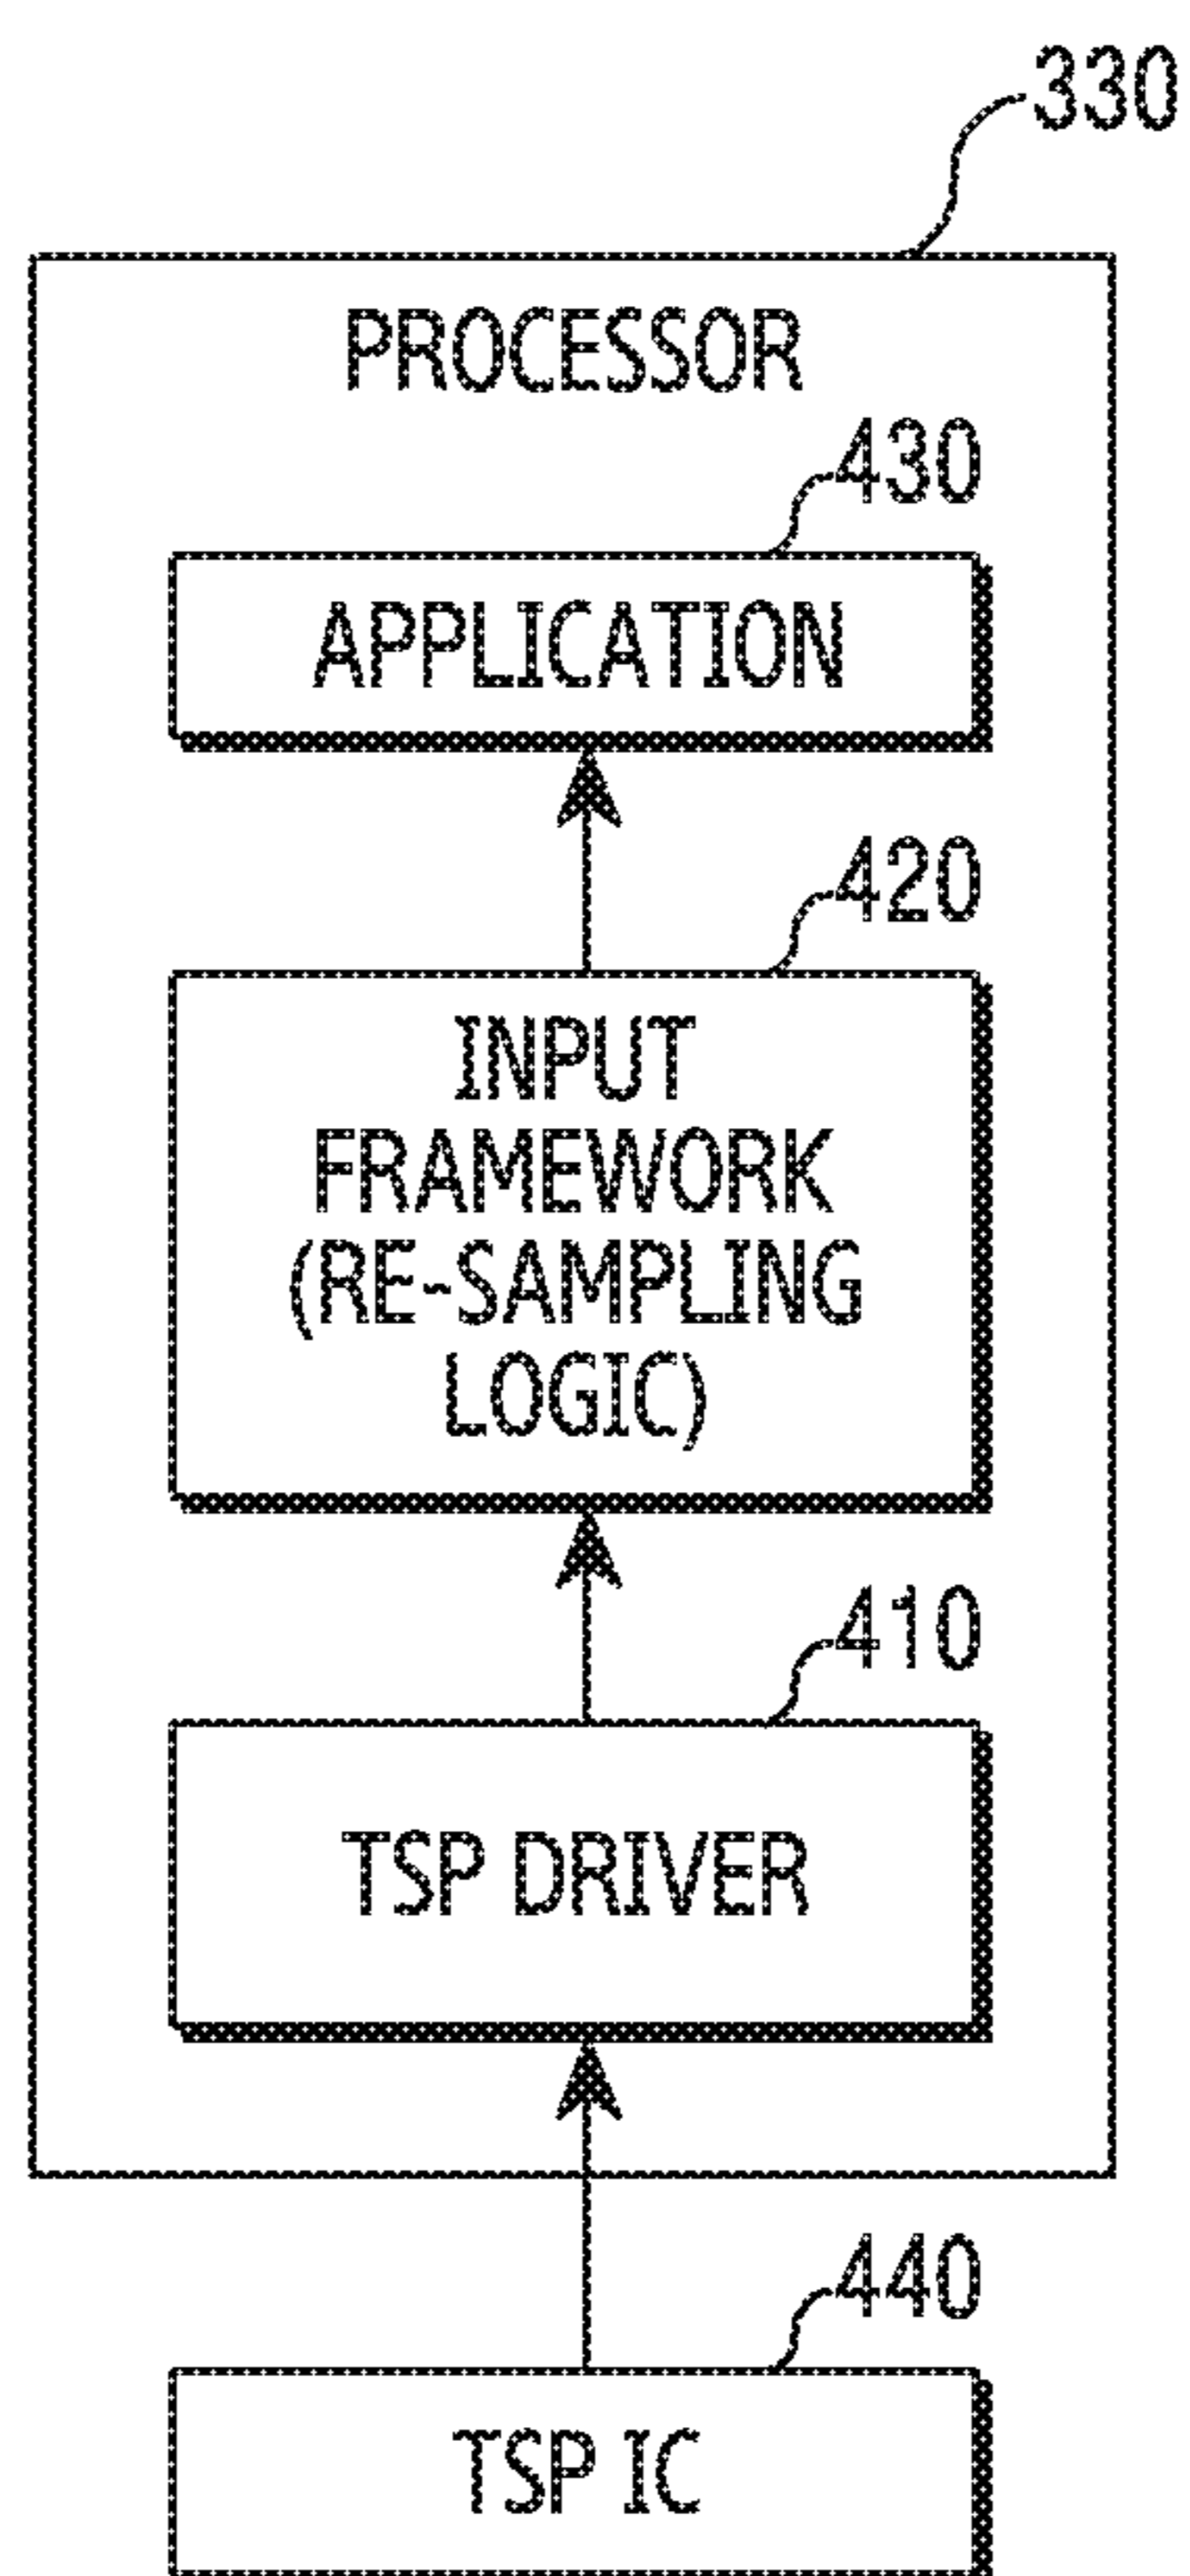 330
PROCESSOR
430
APPLICATION
420
INPUT
FRAMEWORK
(RE-SAMPLING
LOGIC)
410
TSP DRIVER
440
TSP IC